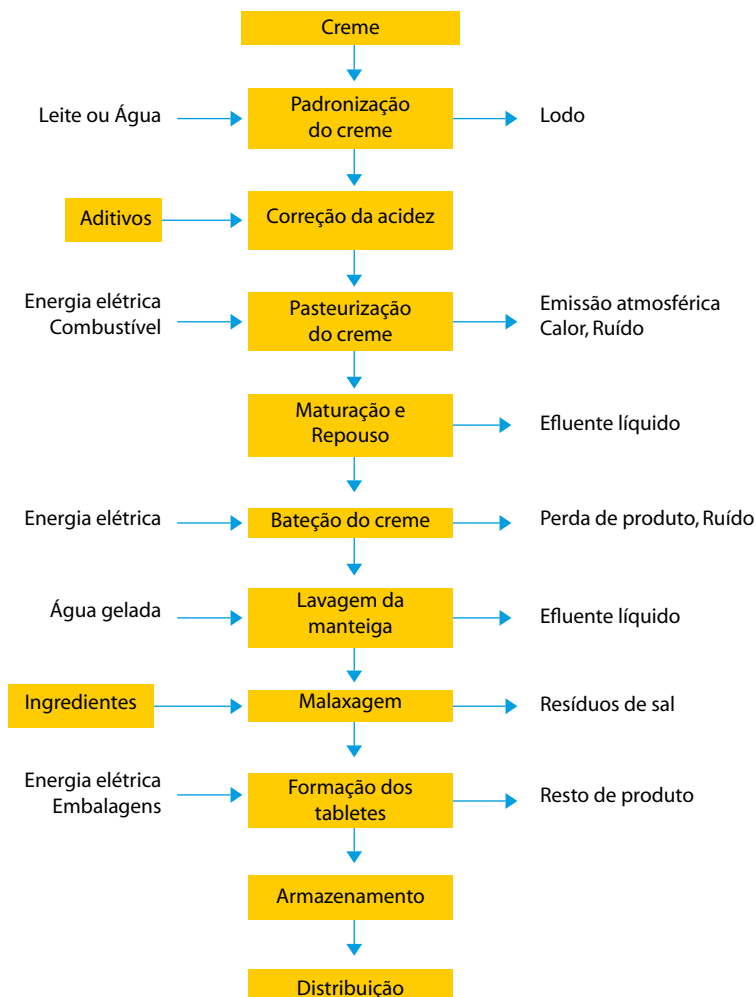 Creme
Leite ou Água
Padronização
do creme
Lodo
Aditivos
Correção da acidez
Energia elétrica
Combustível
Pasteurização
do creme
Emissão atmosférica
Calor, Ruído
Maturação e
Repouso
Efluente líquido
Energia elétrica
Bateção do creme
Perda de produto, Ruído
Água gelada
Lavagem da
manteiga
Efluente líquido
Ingredientes
Malaxagem
Resíduos de sal
Energia elétrica
Embalagens
Formação dos
tabletes
Resto de produto
Armazenamento
Distribuição